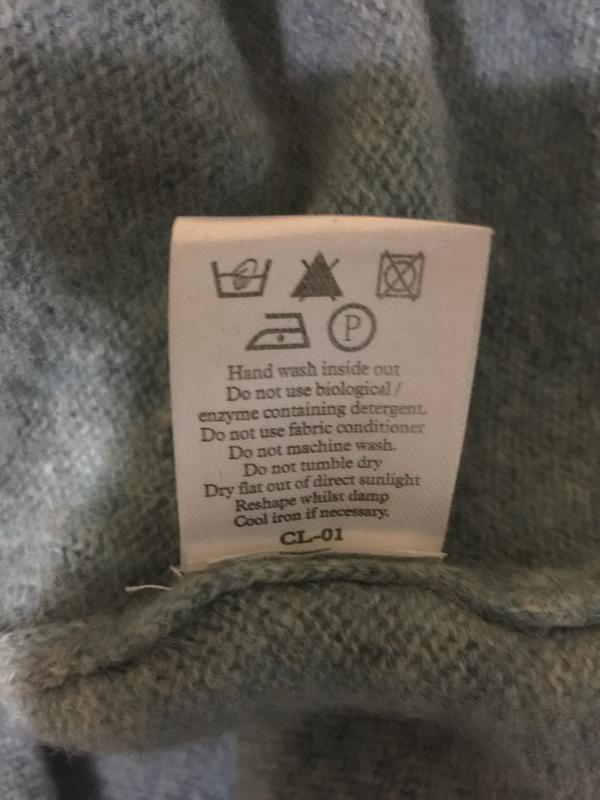 P
Hand wash inside out
Do not use biological /
enzyme containing detergent.
Do not use fabric conditioner
Do not machine wash.
Do not tumble dry
Dry flat out of direct sunlight
Reshape whilst damp
Cool iron if necessary.
CL-01